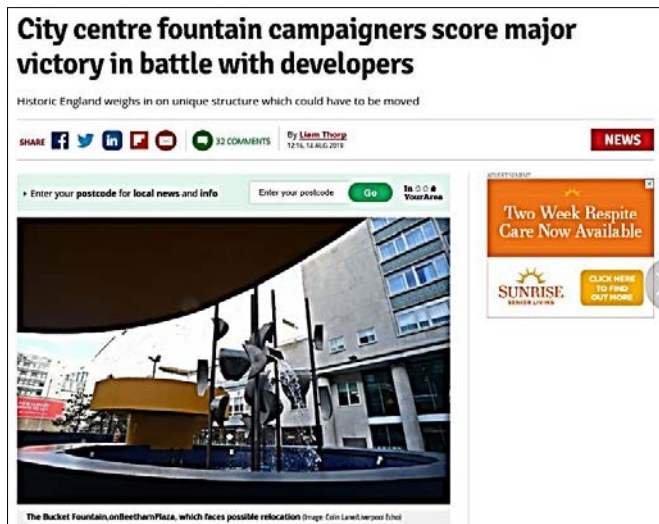 City centre fountain campaigners score major
victory in battle with developers
Historic England weighs in on unique structure which could have to be moved
SHARE
32 COMMENTS
By Liam Thorp
12:16, 14 AUG 2019
NEWS
Enter your postcode for local news and info
Enter your postcode
Go
In
YourArea
ADVERTISEMENT
Two Week Respite
Care Now Available
SUNRISE
SENIOR LIVING
CLICK HERE
TO FIND
OUT MORE
The Bucket Fountain,onBeethamPlaza, which faces possible relocation (Image: Colin Lane/Liverpool Echo)